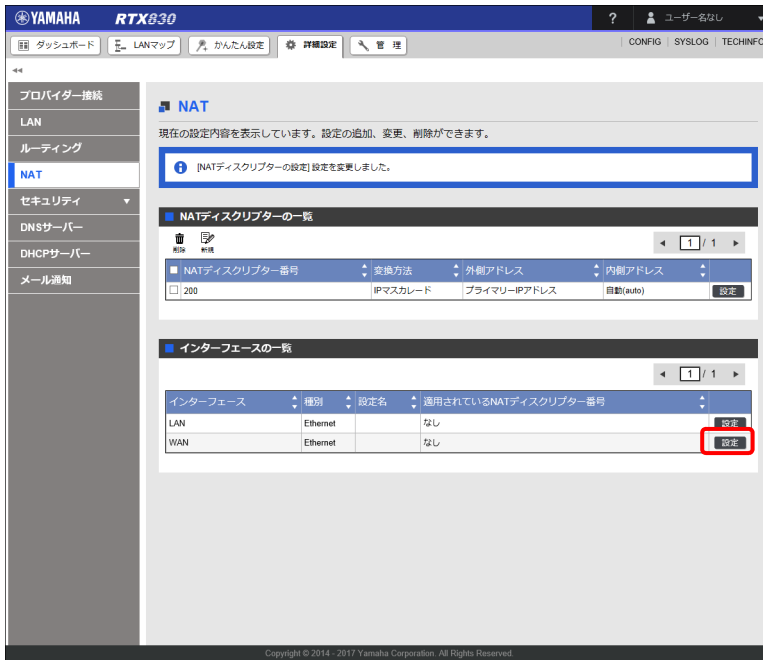 YAMAHA RTX830 ? ユーザー名なし
ダッシュボード LANマップ かんたん設定 詳細設定 管理 CONFIG SYSLOG TECHINFO
プロバイダー接続
LAN
ルーティング
NAT
セキュリティ
DNSサーバー
DHCPサーバー
メール通知
NAT
現在の設定内容を表示しています。設定の追加、変更、削除ができます。
[NATディスクリプターの設定] 設定を変更しました。
NATディスクリプターの一覧
削除 新規 1 / 1
NATディスクリプター番号 変換方法 外側アドレス 内側アドレス
200 IPマスカレード プライマリーIPアドレス 自動(auto) 設定
インターフェースの一覧
1 / 1
インターフェース 種別 設定名 適用されているNATディスクリプター番号
LAN Ethernet なし 設定
WAN Ethernet なし 設定
Copyright © 2014 - 2017 Yamaha Corporation. All Rights Reserved.